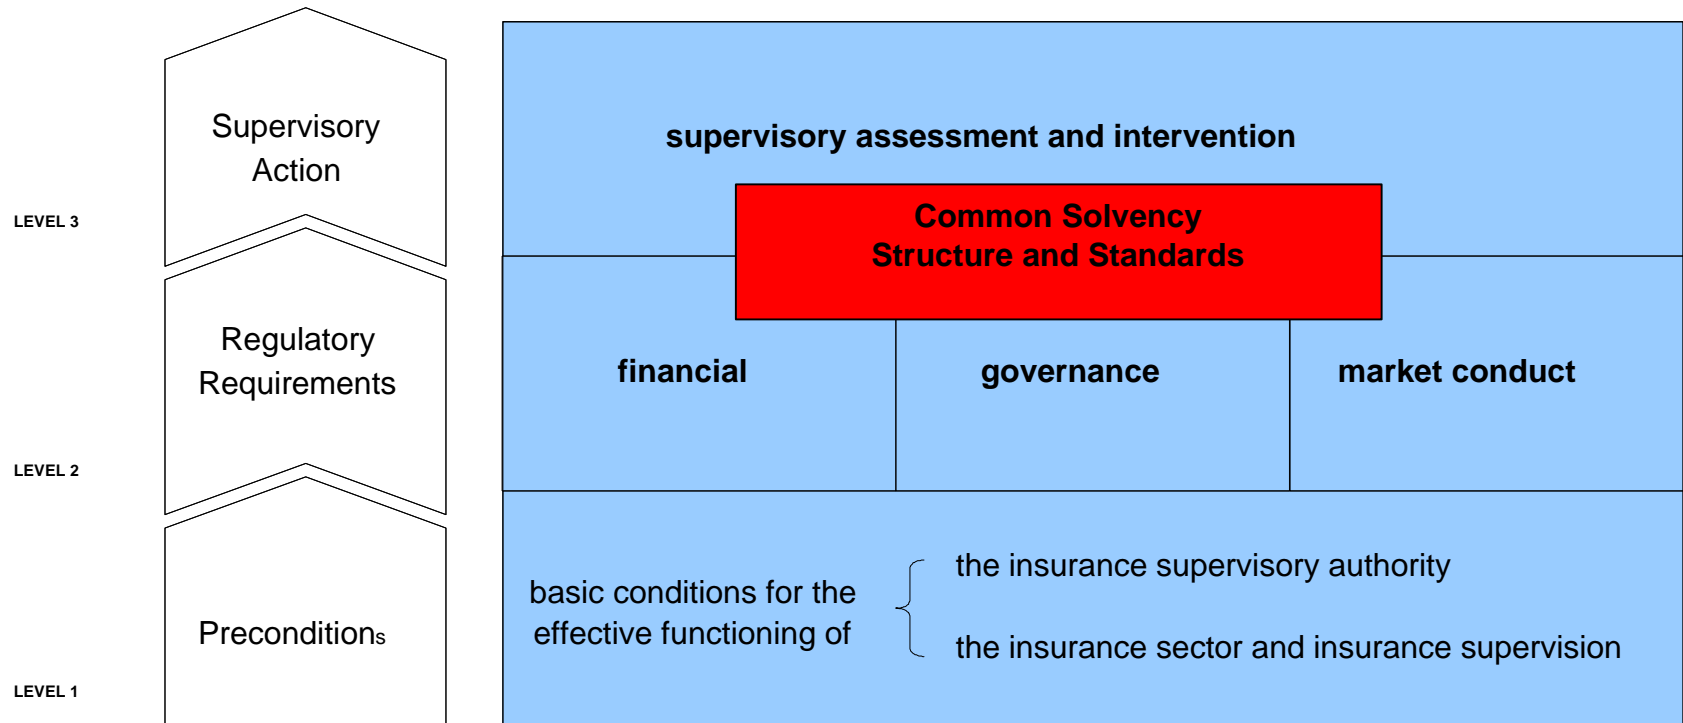 Supervisory
Action
supervisory assessment and intervention
LEVEL 3
Common Solvency
Structure and Standards
Regulatory
Requirements
financial
governance
market conduct
LEVEL 2
Preconditions
basic conditions for the
effective functioning of
the insurance supervisory authority
the insurance sector and insurance supervision
LEVEL 1